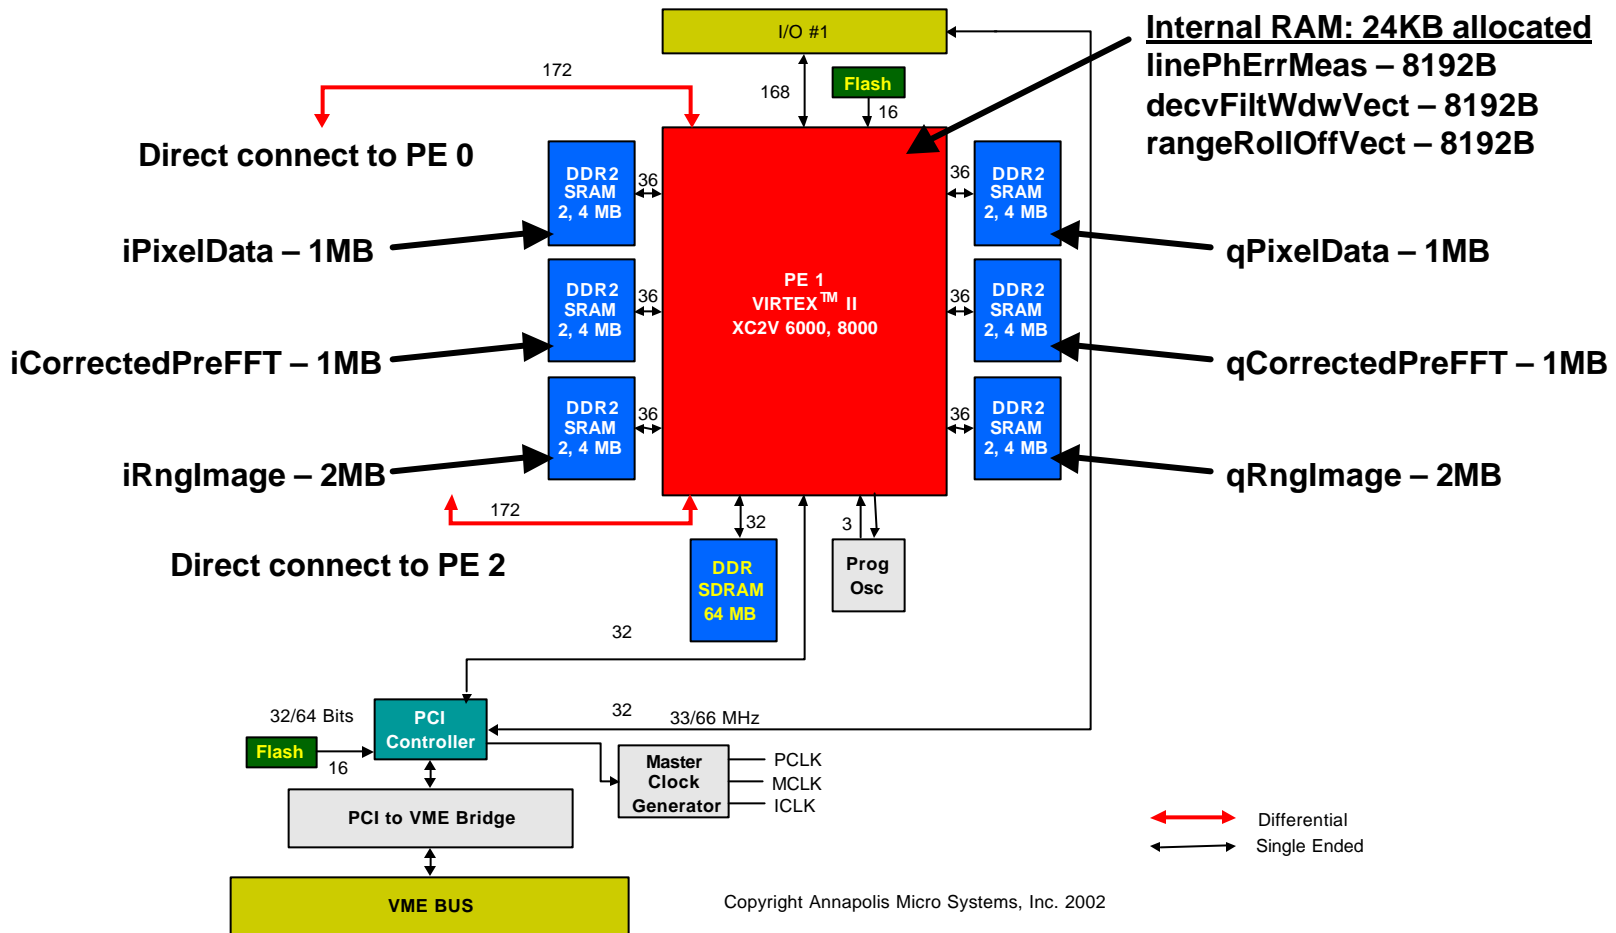 I/O #1
Internal RAM: 24KB allocated
linePhErrMeas – 8192B
decvFiltWdwVect – 8192B
rangeRollOffVect – 8192B
172
168
Flash
16
Direct connect to PE 0
DDR2
SRAM
2, 4 MB
36
36
DDR2
SRAM
2, 4 MB
iPixelData – 1MB
qPixelData – 1MB
PE 1
VIRTEX™ II
XC2V 6000, 8000
DDR2
SRAM
2, 4 MB
36
36
DDR2
SRAM
2, 4 MB
iCorrectedPreFFT – 1MB
qCorrectedPreFFT – 1MB
DDR2
SRAM
2, 4 MB
36
36
DDR2
SRAM
2, 4 MB
iRngImage – 2MB
qRngImage – 2MB
172
32
3
Direct connect to PE 2
DDR
SDRAM
64 MB
Prog
Osc
32
32/64 Bits
PCI
Controller
32
33/66 MHz
Flash
16
Master
Clock
Generator
PCLK
MCLK
ICLK
PCI to VME Bridge
Differential
Single Ended
VME BUS
Copyright Annapolis Micro Systems, Inc. 2002